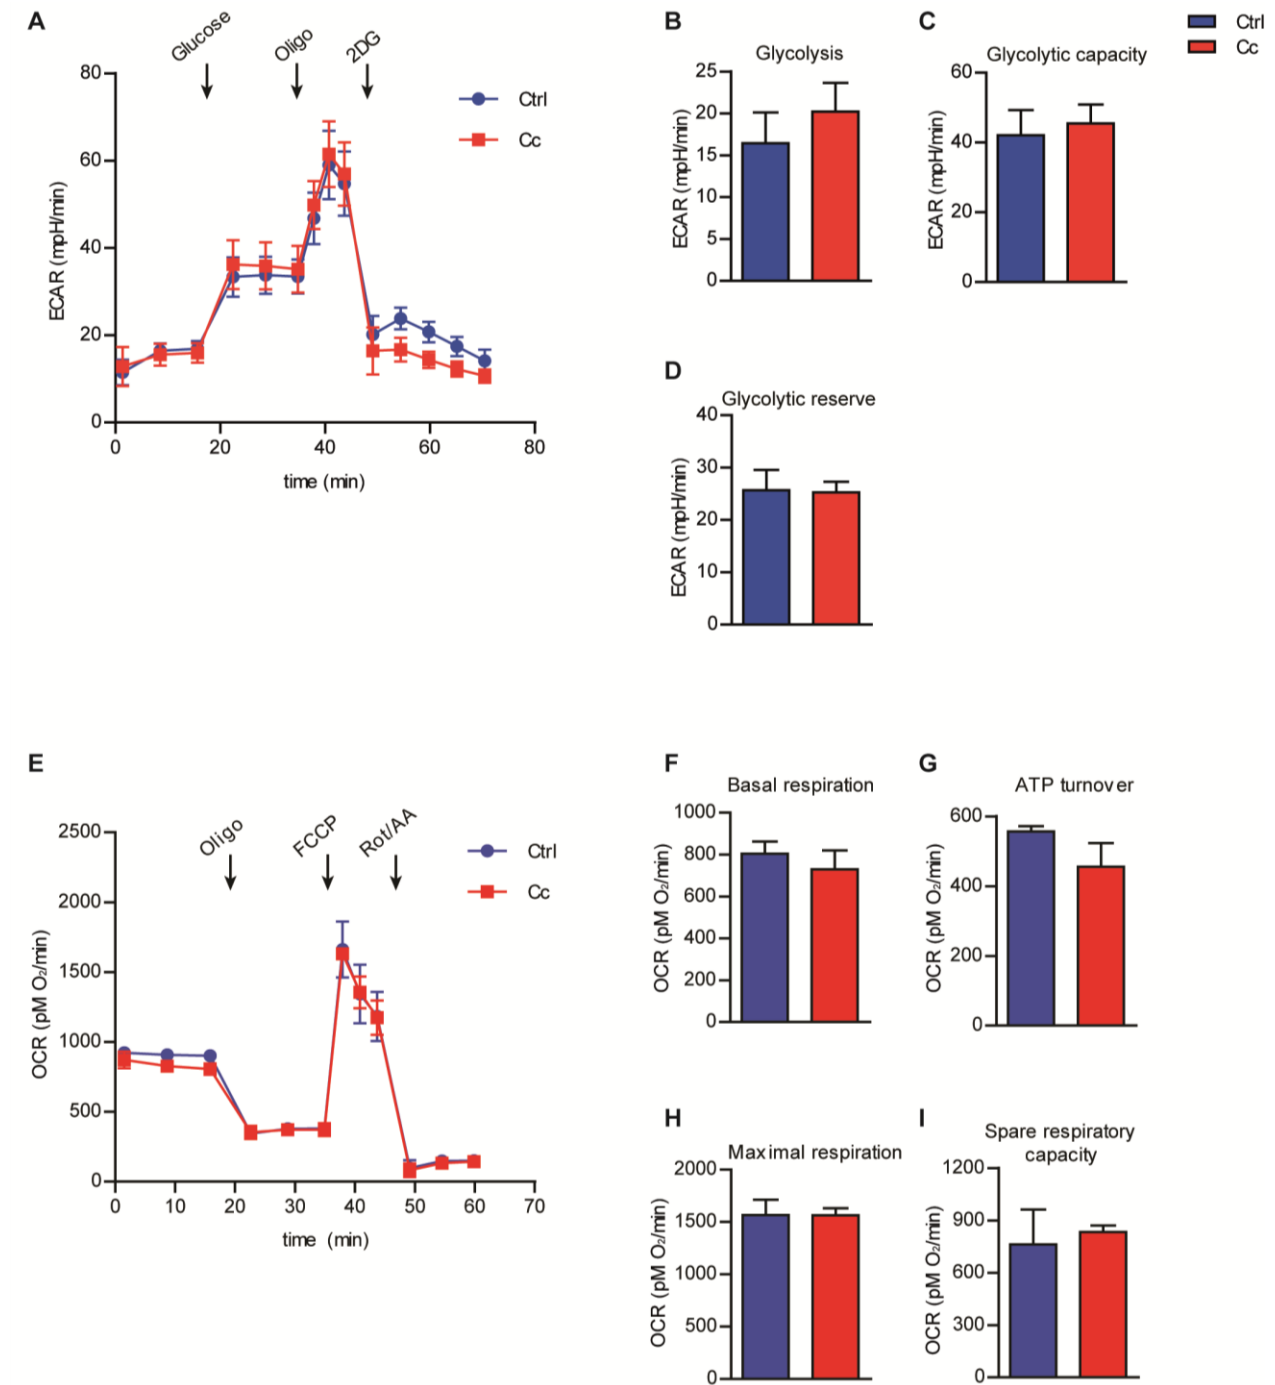 A
Glucose
Oligo
2DG
80
60
40
20
0
ECAR (mpH/min)
0 20 40 60 80
time (min)
Ctrl
Cc
B
Glycolysis
25
20
15
10
5
0
ECAR (mpH/min)
C
Glycolytic capacity
60
40
20
0
ECAR (mpH/min)
Ctrl
Cc
D
Glycolytic reserve
40
30
20
10
0
ECAR (mpH/min)
E
Oligo
FCCP
Rot/AA
2500
2000
1500
1000
500
0
OCR (pM O₂/min)
0 10 20 30 40 50 60 70
time (min)
Ctrl
Cc
F
Basal respiration
1000
800
600
400
200
0
OCR (pM O₂/min)
G
ATP turnover
600
400
200
0
OCR (pM O₂/min)
H
Maximal respiration
2000
1500
1000
500
0
OCR (pM O₂/min)
I
Spare respiratory
capacity
1200
900
600
300
0
OCR (pM O₂/min)